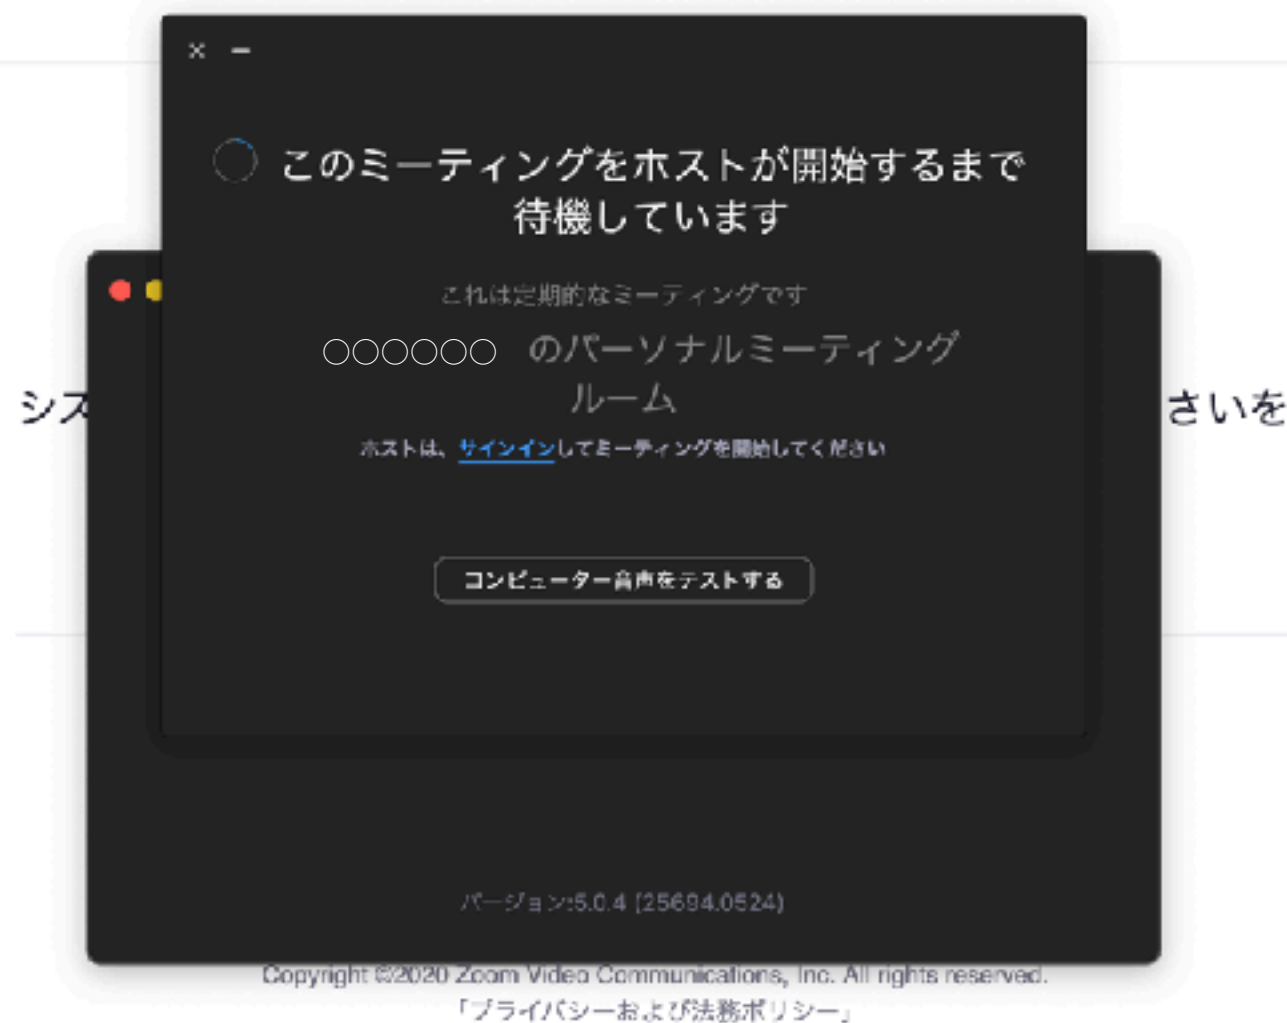 このミーティングをホストが開始するまで
待機しています
これは定期的なミーティングです
○○○○○○ のパーソナルミーティング
ルーム
シス
さいを
ホストは、サインインしてミーティングを開始してください
コンピューター音声をテストする
バージョン:5.0.4 (25694.0524)
Copyright ©2020 Zoom Video Communications, Inc. All rights reserved.
「プライバシーおよび法務ポリシー」